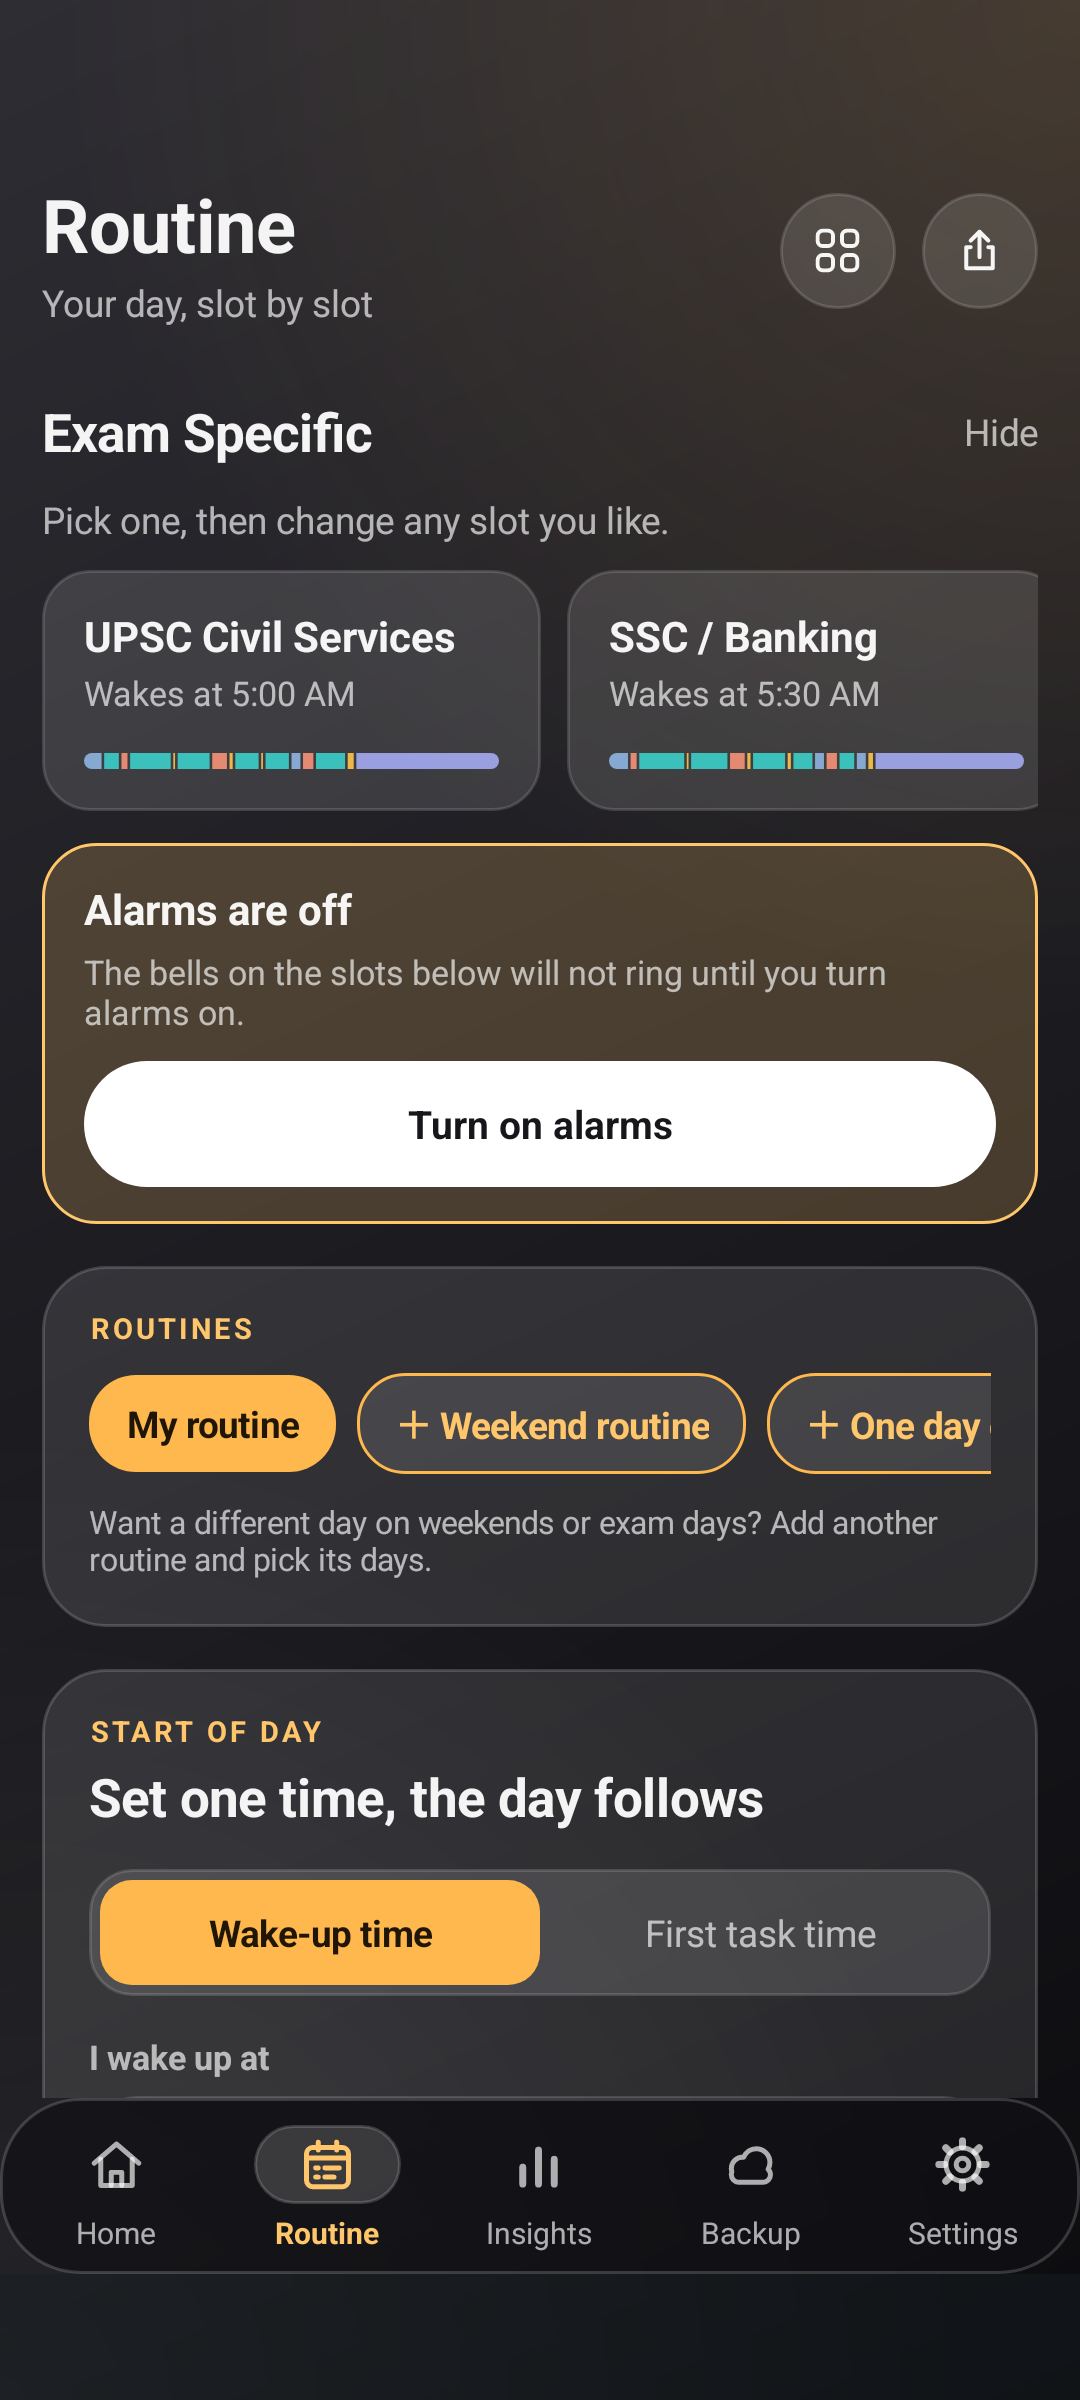 Routine
Your day, slot by slot
Exam Specific
Hide
Pick one, then change any slot you like.
UPSC Civil Services
Wakes at 5:00 AM
SSC / Banking
Wakes at 5:30 AM
Alarms are off
The bells on the slots below will not ring until you turn
alarms on.
Turn on alarms
ROUTINES
My routine
+ Weekend routine
+ One day
Want a different day on weekends or exam days? Add another
routine and pick its days.
START OF DAY
Set one time, the day follows
Wake-up time
First task time
I wake up at
Home
Routine
Insights
Backup
Settings